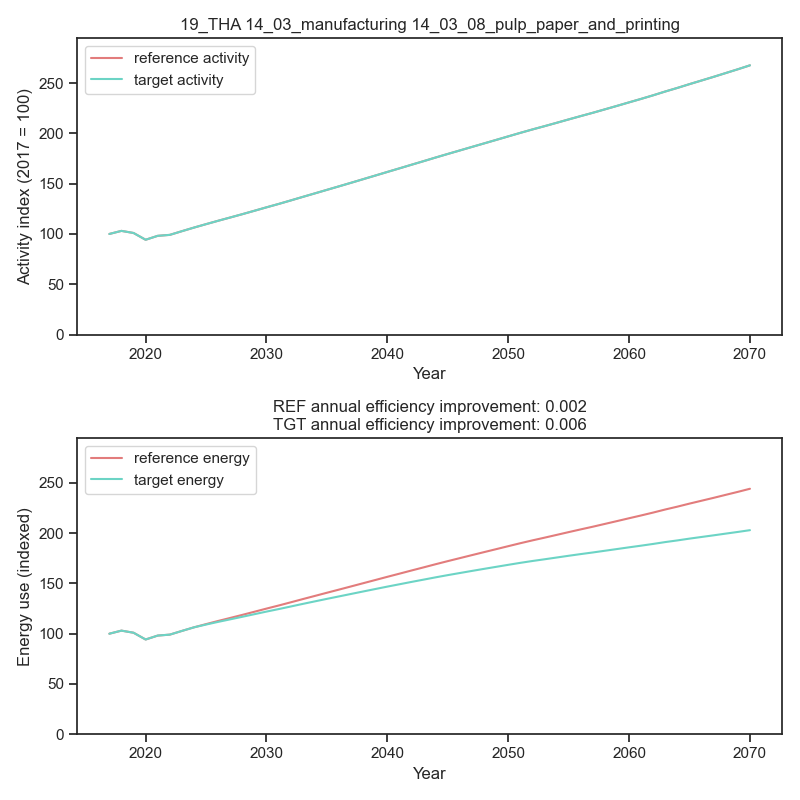 19_THA 14_03_manufacturing 14_03_08_pulp_paper_and_printing
reference activity
target activity
Activity index (2017 = 100)
250
200
150
100
50
0
2020 2030 2040 2050 2060 2070
Year
REF annual efficiency improvement: 0.002
TGT annual efficiency improvement: 0.006
reference energy
target energy
Energy use (indexed)
250
200
150
100
50
0
2020 2030 2040 2050 2060 2070
Year